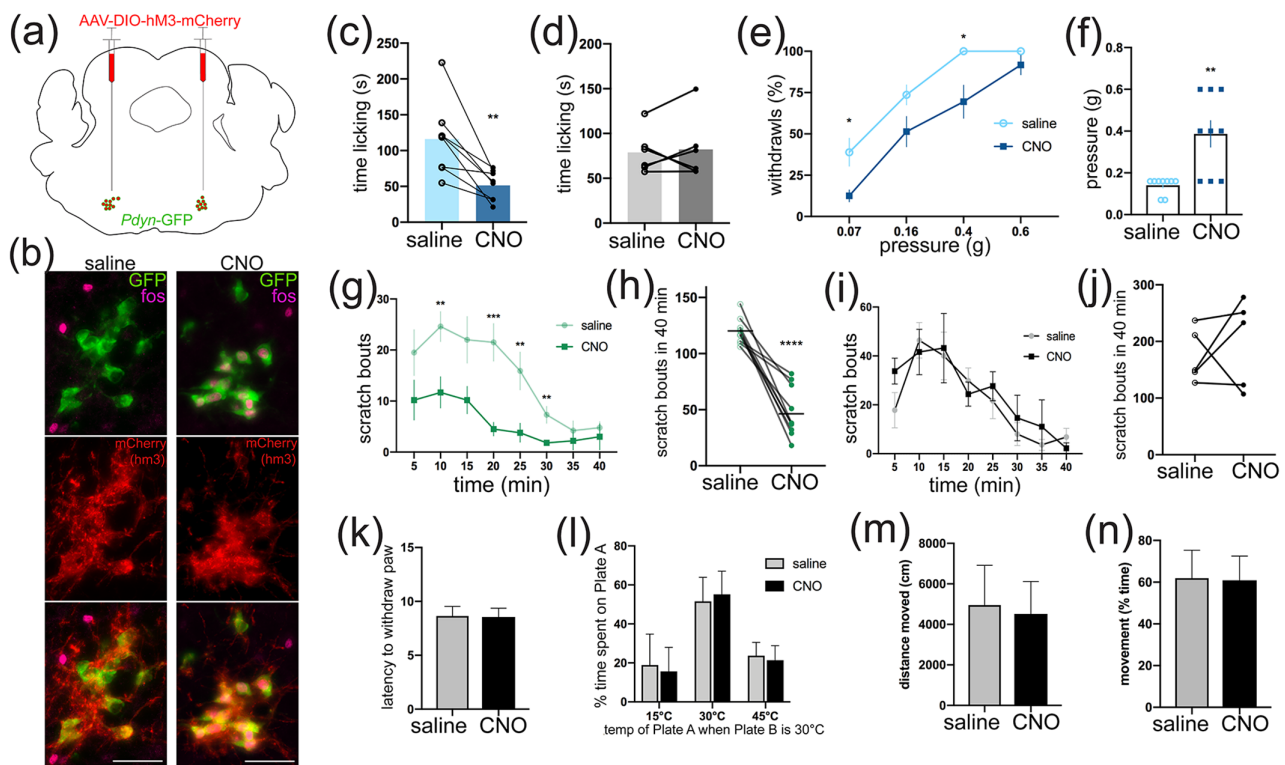 (a)
AAV-DIO-hM3-mCherry
Pdyn-GFP
(b)
saline
CNO
GFP
fos
GFP
fos
mCherry
(hm3)
mCherry
(hm3)
(c)
time licking (s)
250
200
150
100
50
0
**
saline
CNO
(d)
time licking (s)
200
150
100
50
0
saline
CNO
(e)
withdrawls (%)
100
75
50
25
0
*
*
saline
CNO
0.07
0.16
0.4
0.6
pressure (g)
(f)
pressure (g)
0.8
0.6
0.4
0.2
0.0
**
saline
CNO
(g)
scratch bouts
30
20
10
0
**
***
**
**
saline
CNO
5 10 15 20 25 30 35 40
time (min)
(h)
scratch bouts in 40 min
150
100
50
0
****
saline
CNO
(i)
scratch bouts
60
40
20
0
saline
CNO
5 10 15 20 25 30 35 40
time (min)
(j)
scratch bouts in 40 min
300
200
100
0
saline
CNO
(k)
latency to withdraw paw
15
10
5
0
saline
CNO
(l)
% time spent on Plate A
80
60
40
20
0
saline
CNO
15°C
30°C
45°C
temp of Plate A when Plate B is 30°C
(m)
distance moved (cm)
8000
6000
4000
2000
0
saline
CNO
(n)
movement (% time)
80
60
40
20
0
saline
CNO